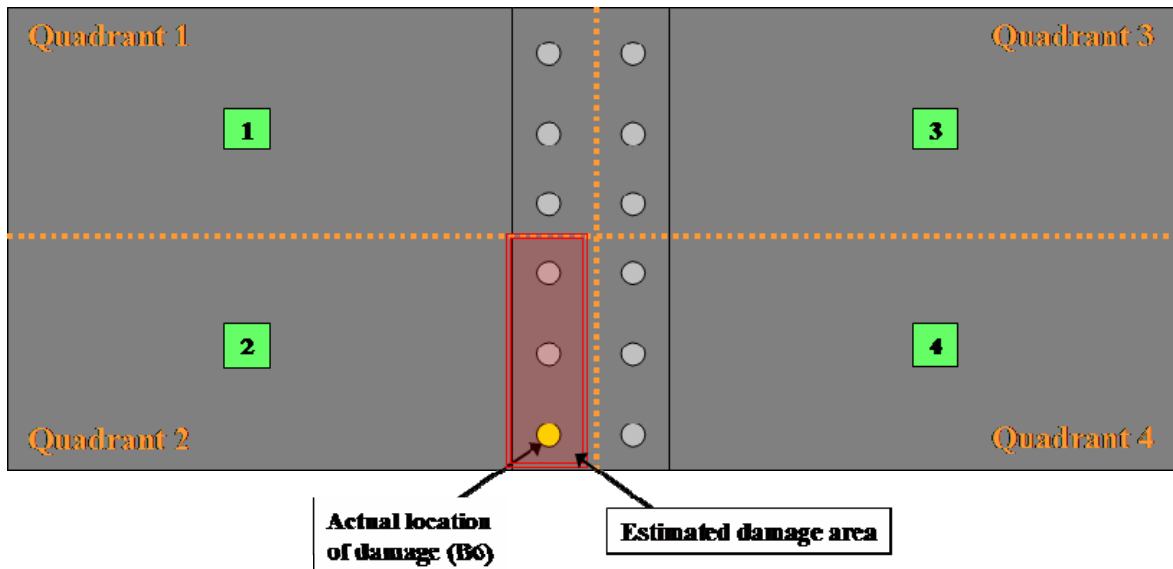 Quadrant 1
Quadrant 3
1
3
2
4
Quadrant 2
Quadrant 4
Actual location
of damage (B6)
Estimated damage area